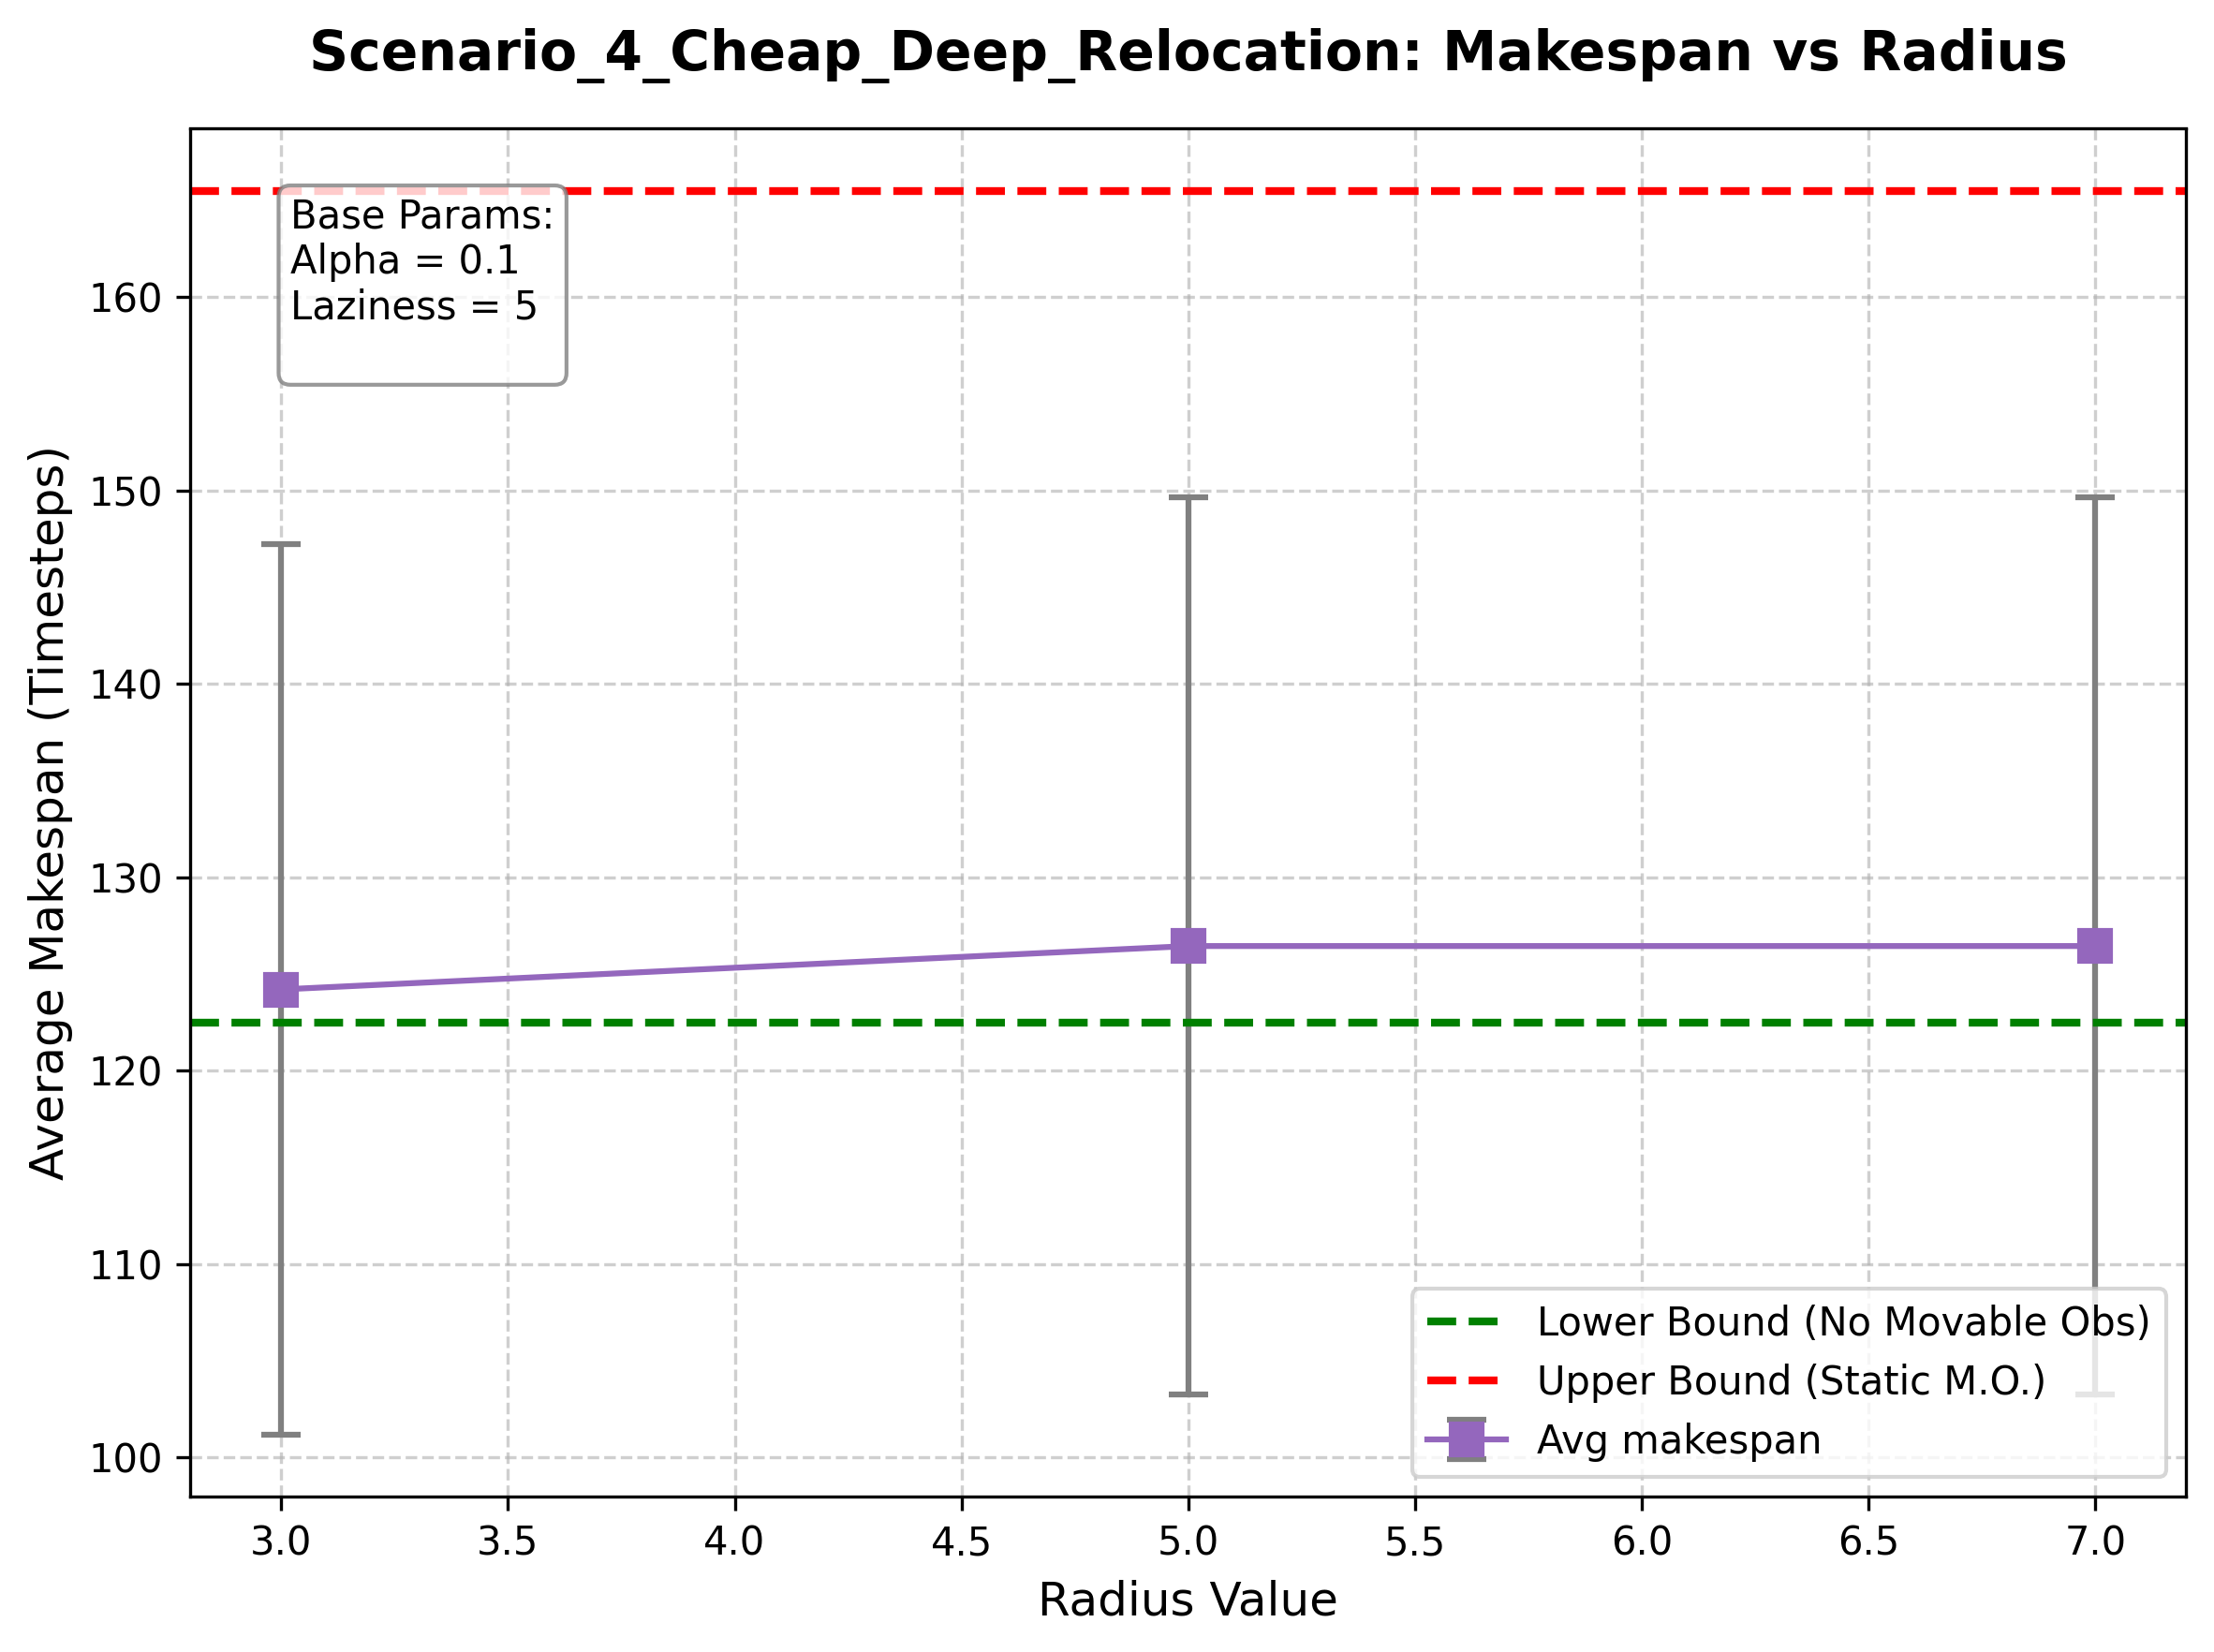 Scenario_4_Cheap_Deep_Relocation: Makespan vs Radius
Base Params:
Alpha = 0.1
Laziness = 5
Average Makespan (Timesteps)
160
150
140
130
120
110
100
Lower Bound (No Movable Obs)
Upper Bound (Static M.O.)
Avg makespan
3.0 3.5 4.0 4.5 5.0 5.5 6.0 6.5 7.0
Radius Value